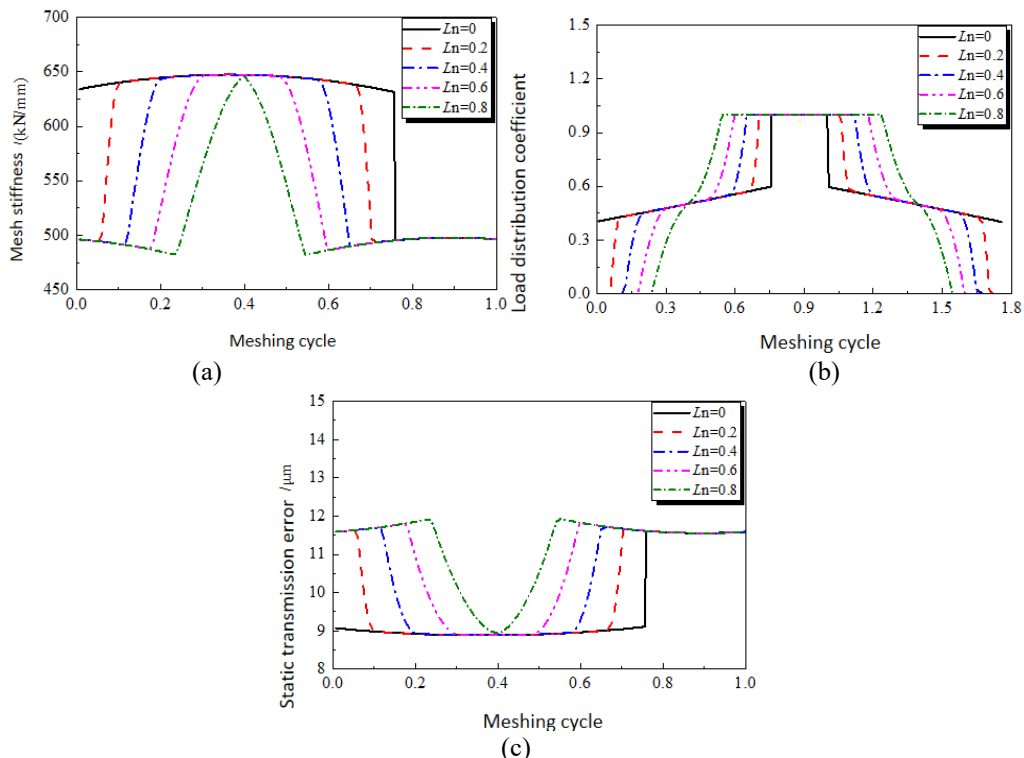 700
650
600
550
500
450
Mesh stiffness /(kN/mm)
Ln=0
Ln=0.2
Ln=0.4
Ln=0.6
Ln=0.8
0.0 0.2 0.4 0.6 0.8 1.0
Meshing cycle
(a)
1.5
1.2
0.9
0.6
0.3
0.0
Load distribution coefficient
Ln=0
Ln=0.2
Ln=0.4
Ln=0.6
Ln=0.8
0.0 0.3 0.6 0.9 1.2 1.5 1.8
Meshing cycle
(b)
15
14
13
12
11
10
9
8
Static transmission error /μm
Ln=0
Ln=0.2
Ln=0.4
Ln=0.6
Ln=0.8
0.0 0.2 0.4 0.6 0.8 1.0
Meshing cycle
(c)